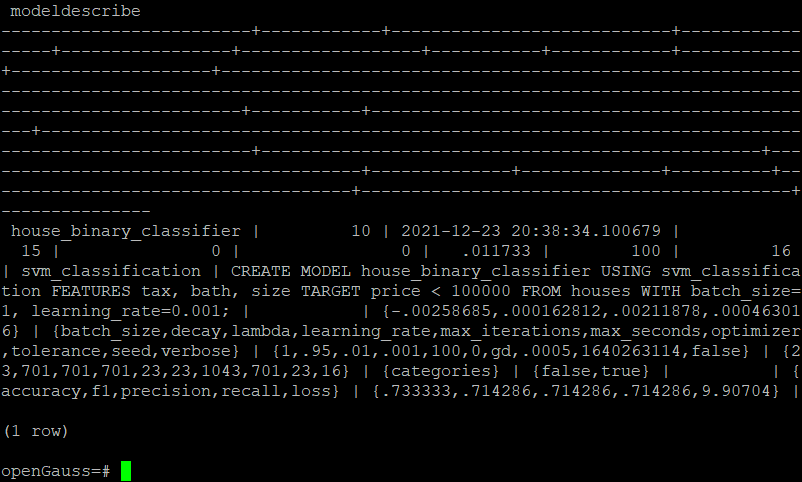 modeldescribe
-------------------------+------------+----------------------------+------------
-----+-----------------+------------------+-----------+------------+------------
+--------------------+----------------------------------------------------------
--------------------------------------------------------------------------------
------------------------+-----------+-------------------------------------------
---+----------------------------------------------------------------------------
-------------------------+--------------------------------------------------+---
------------------------------------+--------------+--------------+----------+--
-----------------------------------+-------------------------------------------+
---------------
house_binary_classifier |         10 | 2021-12-23 20:38:34.100679 |
  15 |               0 |                0 |   .011733 |        100 |         16
| svm_classification | CREATE MODEL house_binary_classifier USING svm_classifica
tion FEATURES tax, bath, size TARGET price < 100000 FROM houses WITH batch_size=
1, learning_rate=0.001; |           | {-.00258685,.000162812,.00211878,.00046301
6} | {batch_size,decay,lambda,learning_rate,max_iterations,max_seconds,optimizer
,tolerance,seed,verbose} | {1,.95,.01,.001,100,0,gd,.0005,1640263114,false} | {2
3,701,701,701,23,23,1043,701,23,16} | {categories} | {false,true} |          | {
accuracy,f1,precision,recall,loss} | {.733333,.714286,.714286,.714286,9.90704} |
(1 row)
openGauss=#